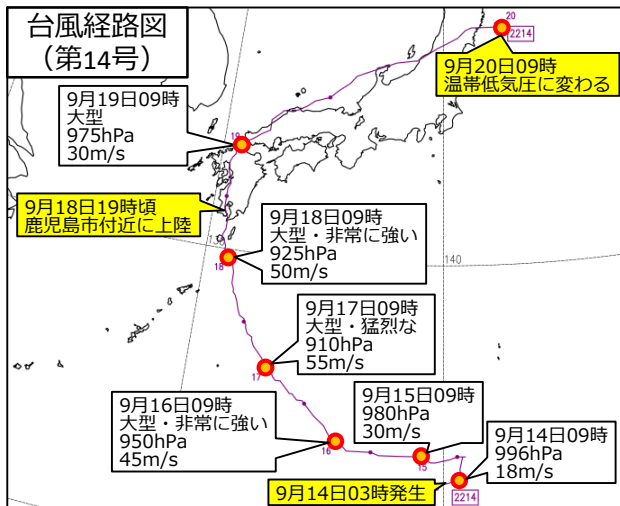 台風経路図
（第14号）
20
2214
9月20日09時
温帯低気圧に変わる
9月19日09時
大型
975hPa
30m/s
19
9月18日19時頃
鹿児島市付近に上陸
130
18
9月18日09時
大型・非常に強い
925hPa
50m/s
140
9月17日09時
大型・猛烈な
910hPa
55m/s
17
9月16日09時
大型・非常に強い
950hPa
45m/s
16
9月15日09時
980hPa
30m/s
15
9月14日09時
996hPa
18m/s
9月14日03時発生
2214